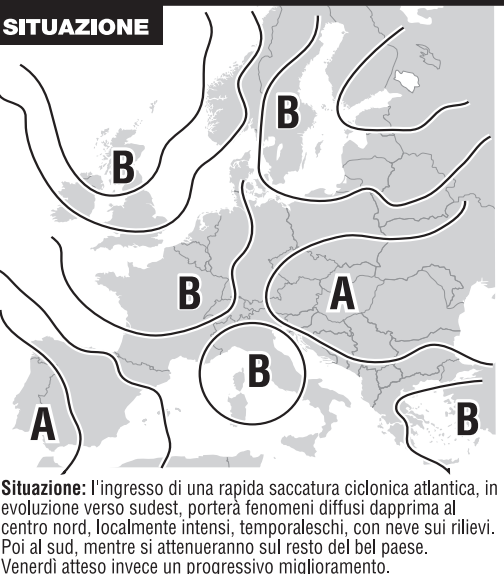 SITUAZIONE
B
B
B
A
B
A
B
Situazione: l'ingresso di una rapida saccatura ciclonica atlantica, in
evoluzione verso sudest, porterà fenomeni diffusi dapprima al
centro nord, localmente intensi, temporaleschi, con neve sui rilievi.
Poi al sud, mentre si attenueranno sul resto del bel paese.
Venerdì atteso invece un progressivo miglioramento.